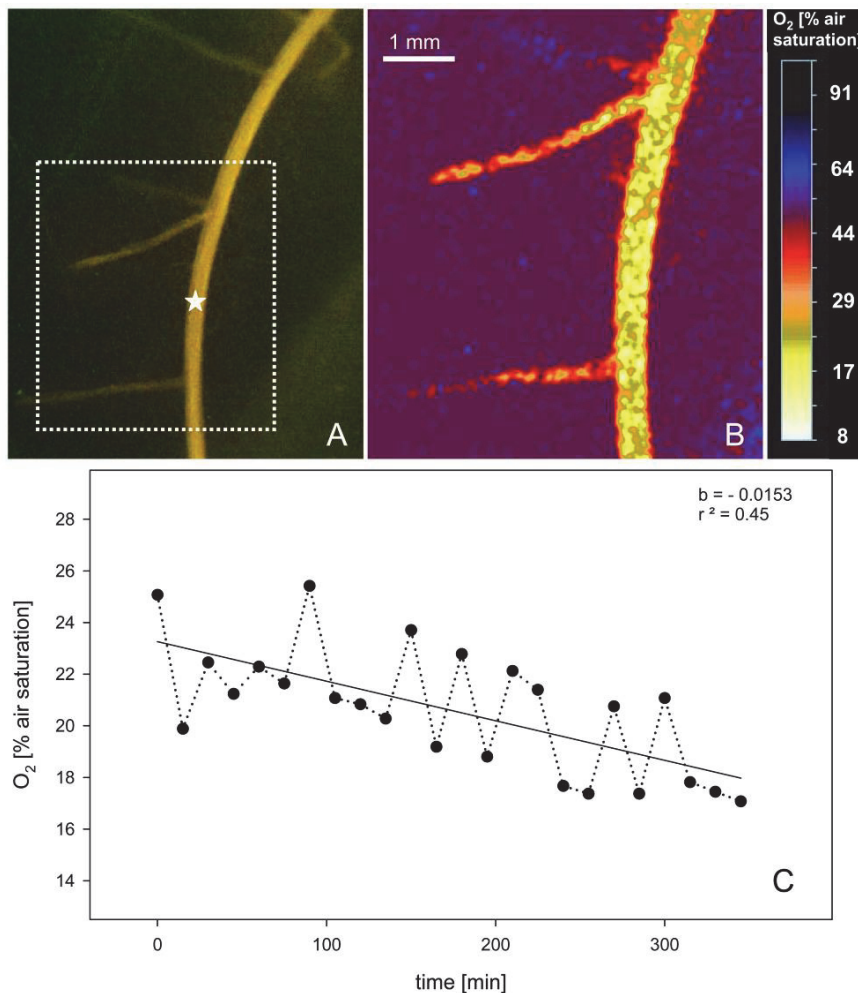 A
1 mm
B
O₂ [% air
saturation]
91
64
44
29
17
8
b = - 0.0153
r ² = 0.45
28
26
24
22
20
18
16
14
O₂ [% air saturation]
C
0
100
200
300
time [min]